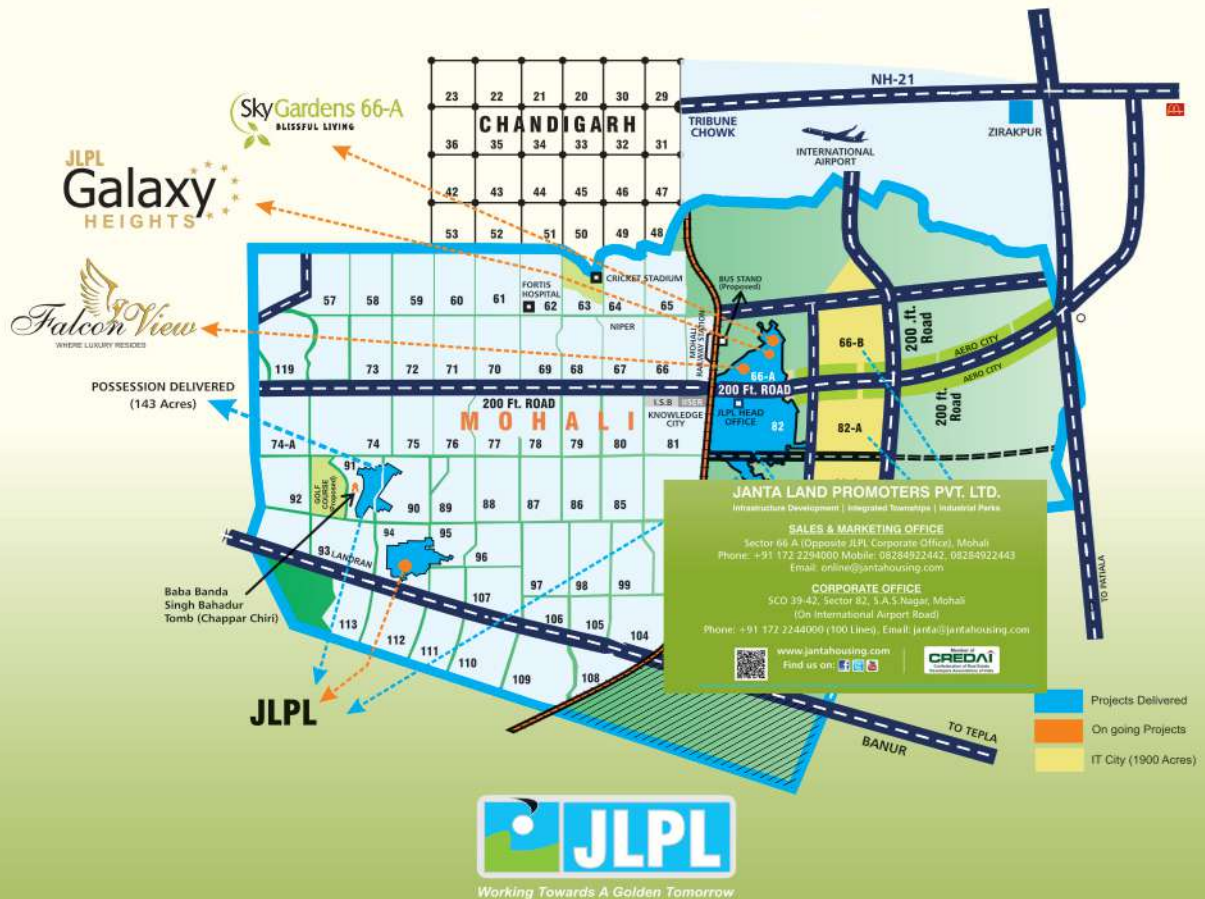 23 22 21 20 30 29
CHANDIGARH
36 35 34 33 32 31
42 43 44 45 46 47
53 52 51 50 49 48
NH-21
TRIBUNE
CHOWK
ZIRAKPUR
INTERNATIONAL
AIRPORT
SkyGardens 66-A
BLISSFUL LIVING
JLPL
Galaxy
HEIGHTS
Falcon View
WHERE LUXURY RESIDES
POSSESSION DELIVERED
(143 Acres)
CRICKET STADIUM
FORTIS
HOSPITAL
BUS STAND
(Proposed)
57 58 59 60 61 62 63 64 65
NIPER
MOHALI
RAILWAY STATION
119 73 72 71 70 69 68 67 66
66-A
66-B
200 .ft.
Road
AERO CITY
AERO CITY
200 Ft. ROAD
200 Ft. ROAD
200 ft.
Road
I.S.B IISER
KNOWLEDGE
CITY
JLPL HEAD
OFFICE
MOHALI
74-A 74 75 76 77 78 79 80 81
82
82-A
92
GOLF
COURSE
(Proposed)
91 90 89 88 87 86 85
93 LANDRAN
94 95 96
97 98 99
107 106 105 104
113 112 111 110 109 108
Baba Banda
Singh Bahadur
Tomb (Chappar Chiri)
JLPL
JANTA LAND PROMOTERS PVT. LTD.
Infrastructure Development | Integrated Townships | Industrial Parks
SALES & MARKETING OFFICE
Sector 66 A (Opposite JLPL Corporate Office), Mohali
Phone: +91 172 2294000 Mobile: 08284922442, 08284922443
Email: online@jantahousing.com
CORPORATE OFFICE
SCO 39-42, Sector 82, S.A.S.Nagar, Mohali
(On International Airport Road)
Phone: +91 172 2244000 (100 Lines), Email: janta@jantahousing.com
www.jantahousing.com
Find us on:
Member of
CREDAI
Confederation of Real Estate
Developers Associations of India
TO PATIALA
TO TEPLA
BANUR
Projects Delivered
On going Projects
IT City (1900 Acres)
JLPL
Working Towards A Golden Tomorrow